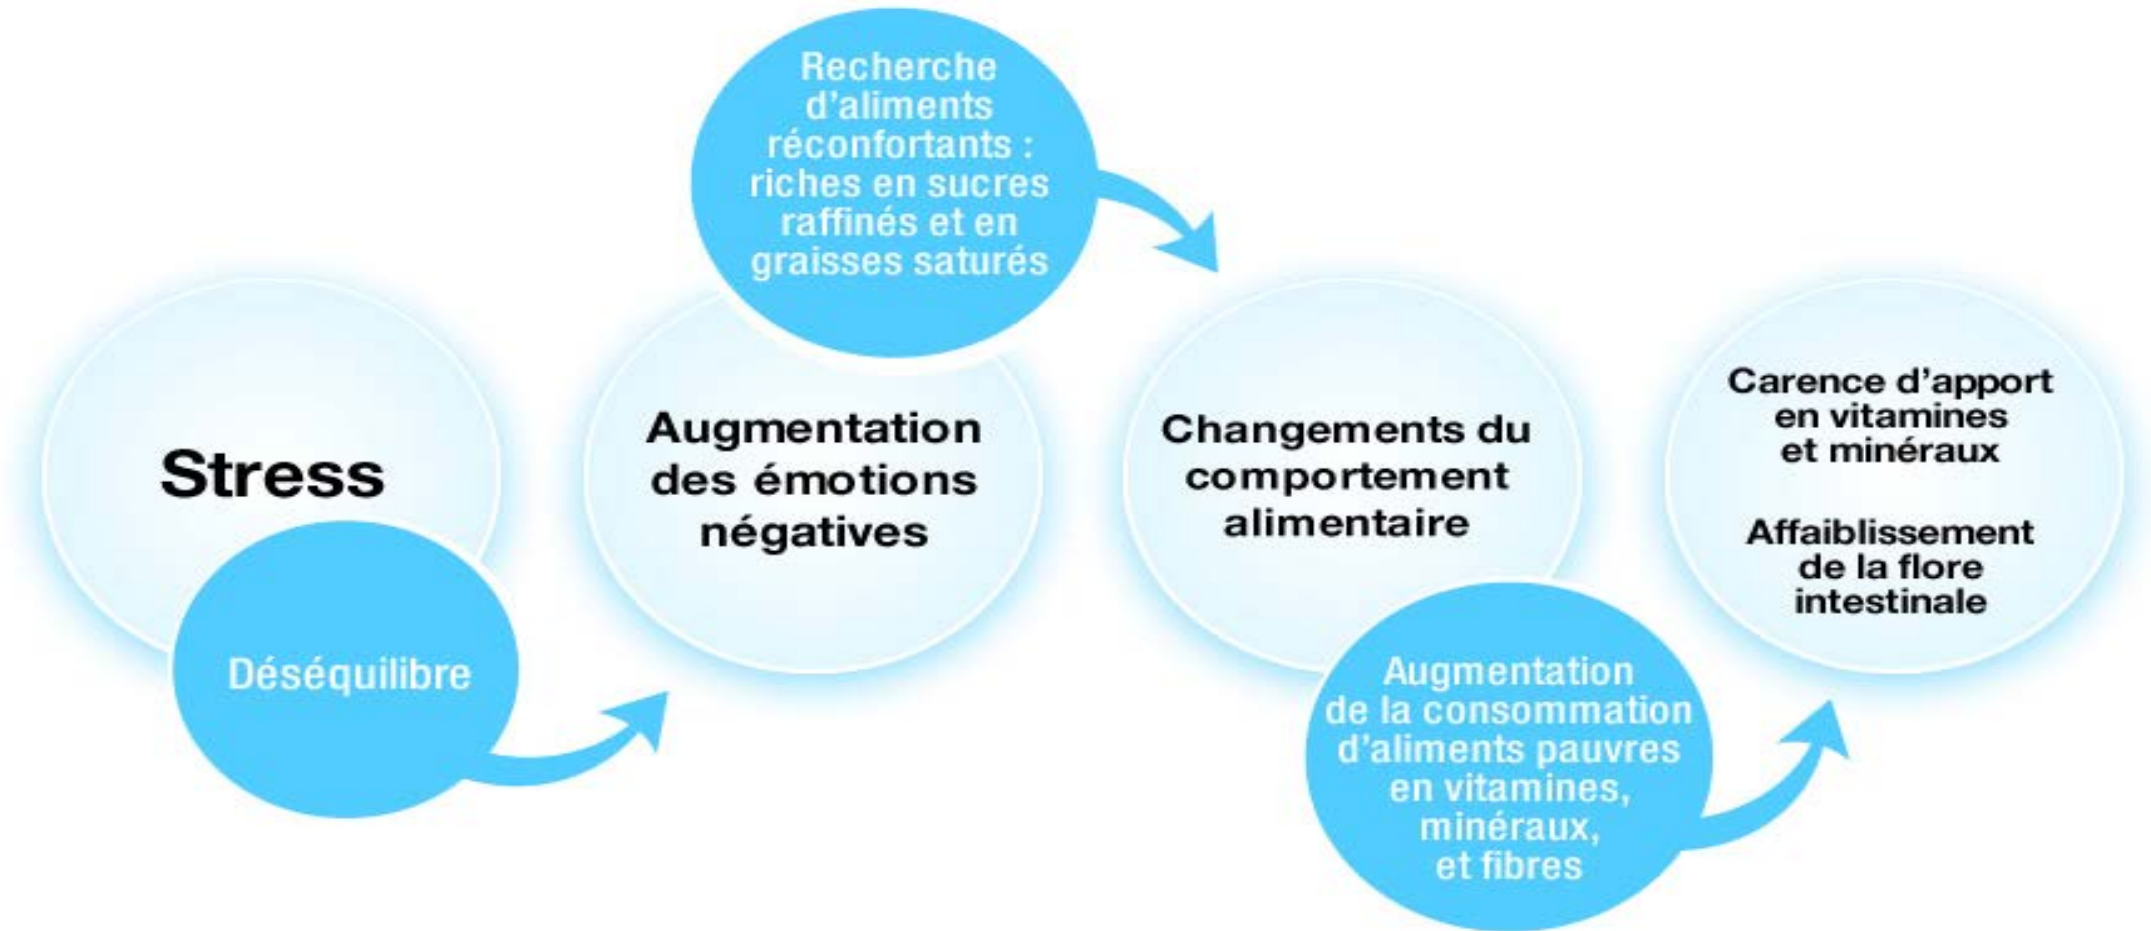 Stress
Déséquilibre
Augmentation
des émotions
négatives
Recherche
d'aliments
réconfortants :
riches en sucres
raffinés et en
graisses saturés
Changements du
comportement
alimentaire
Augmentation
de la consommation
d'aliments pauvres
en vitamines,
minéraux,
et fibres
Carence d'apport
en vitamines
et minéraux
Affaiblissement
de la flore
intestinale